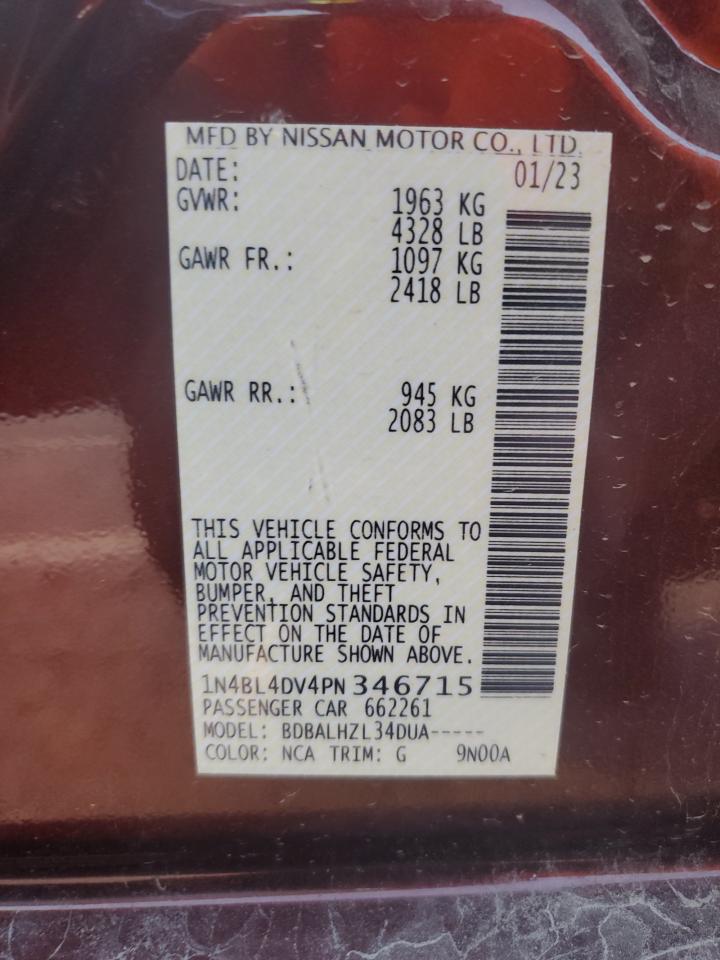 MFD BY NISSAN MOTOR CO., LTD.
DATE: 01/23
GVWR: 1963 KG
4328 LB
GAWR FR.: 1097 KG
2418 LB
GAWR RR.: 945 KG
2083 LB
THIS VEHICLE CONFORMS TO
ALL APPLICABLE FEDERAL
MOTOR VEHICLE SAFETY,
BUMPER, AND THEFT
PREVENTION STANDARDS IN
EFFECT ON THE DATE OF
MANUFACTURE SHOWN ABOVE.
1N4BL4DV4PN346715
PASSENGER CAR 662261
MODEL: BDBALHZL34DUA-----
COLOR: NCA TRIM: G 9N00A